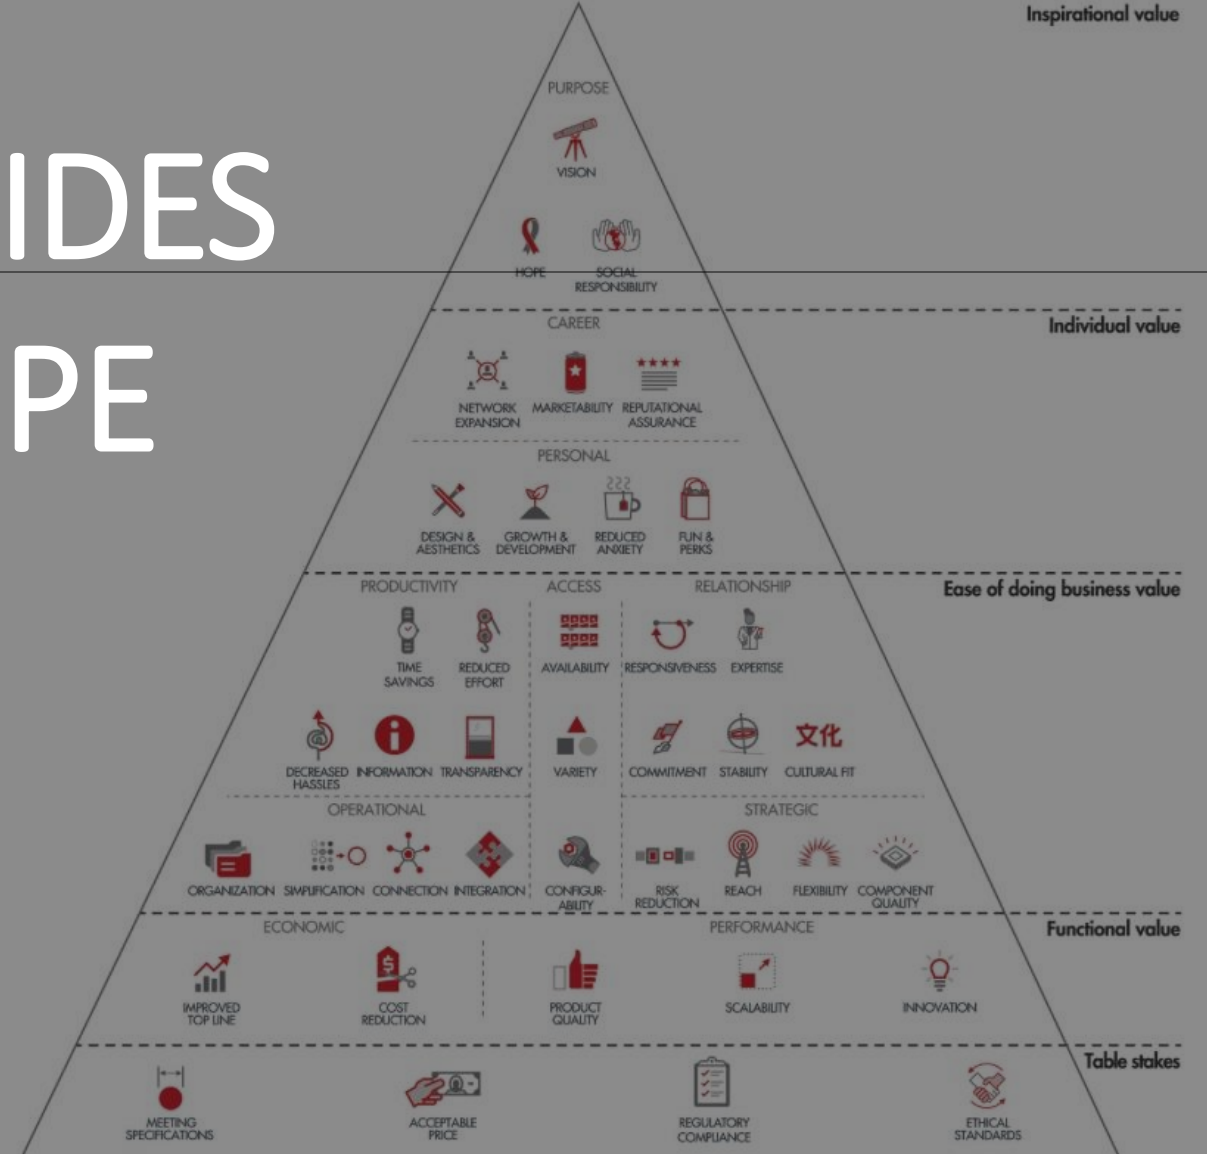 Inspirational value
PURPOSE
VISION
IDES
HOPE
SOCIAL
RESPONSIBILITY
PE
Individual value
CAREER
NETWORK
EXPANSION
MARKETABILITY
REPUTATIONAL
ASSURANCE
PERSONAL
DESIGN &
AESTHETICS
GROWTH &
DEVELOPMENT
REDUCED
ANXIETY
FUN &
PERKS
Ease of doing business value
PRODUCTIVITY
ACCESS
RELATIONSHIP
TIME
SAVINGS
REDUCED
EFFORT
AVAILABILITY
RESPONSIVENESS
EXPERTISE
文化
DECREASED
HASSLES
INFORMATION
TRANSPARENCY
VARIETY
COMMITMENT
STABILITY
CULTURAL FIT
OPERATIONAL
STRATEGIC
ORGANIZATION
SIMPLIFICATION
CONNECTION
INTEGRATION
CONFIGUR-
ABILITY
RISK
REDUCTION
REACH
FLEXIBILITY
COMPONENT
QUALITY
Functional value
ECONOMIC
PERFORMANCE
$
IMPROVED
TOP LINE
COST
REDUCTION
PRODUCT
QUALITY
SCALABILITY
INNOVATION
Table stakes
MEETING
SPECIFICATIONS
ACCEPTABLE
PRICE
REGULATORY
COMPLIANCE
ETHICAL
STANDARDS